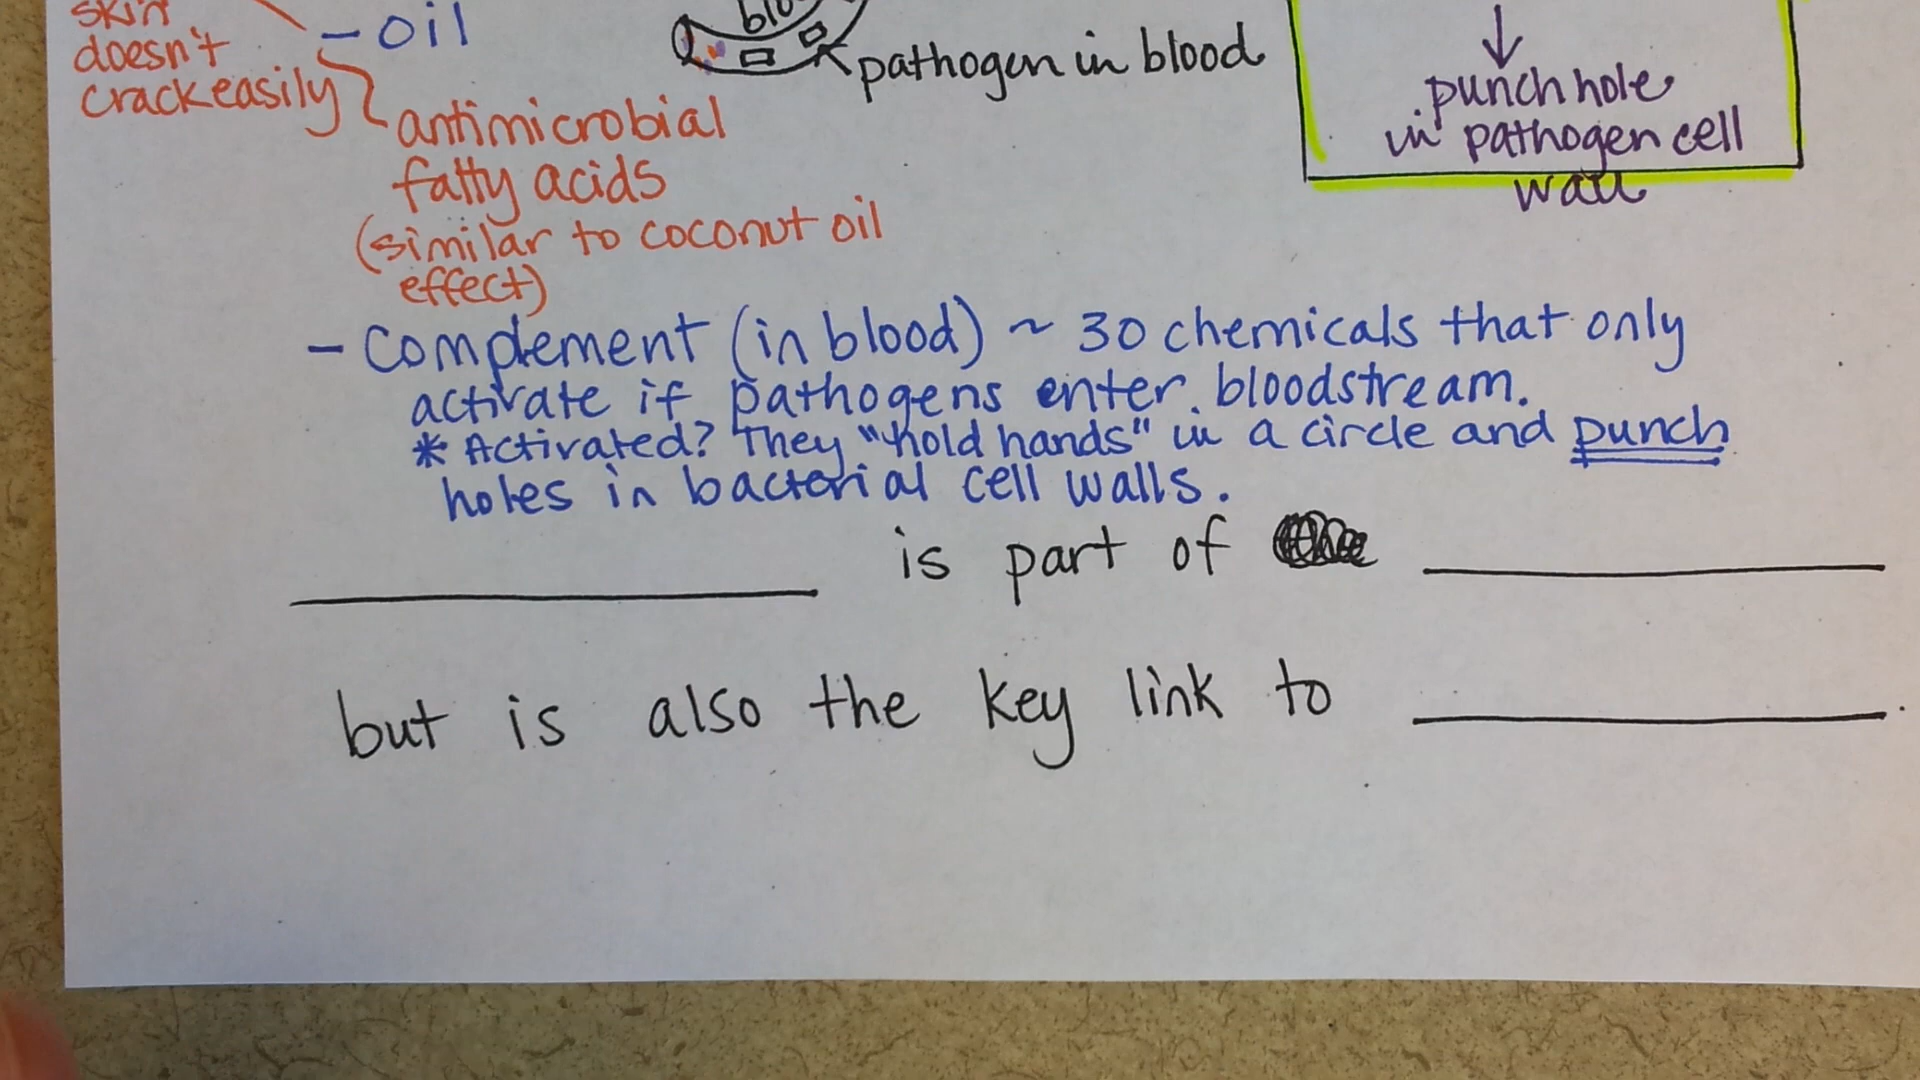 skin
doesn't
crack easily
- oil
antimicrobial
fatty acids
(similar to coconut oil
effect)
pathogen in blood
punch hole
in pathogen cell
wall
- Complement (in blood) ~ 30 chemicals that only
activate if pathogens enter bloodstream.
* Activated? They "hold hands" in a circle and punch
holes in bacterial cell walls.
is part of
but is also the key link to .